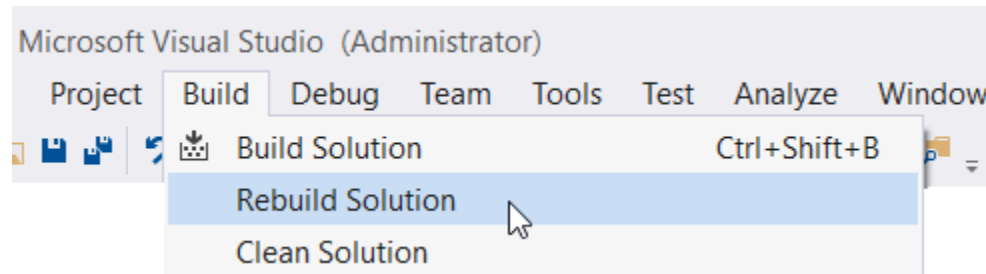 Microsoft Visual Studio (Administrator)
Project Build Debug Team Tools Test Analyze Window
Build Solution Ctrl+Shift+B
Rebuild Solution
Clean Solution